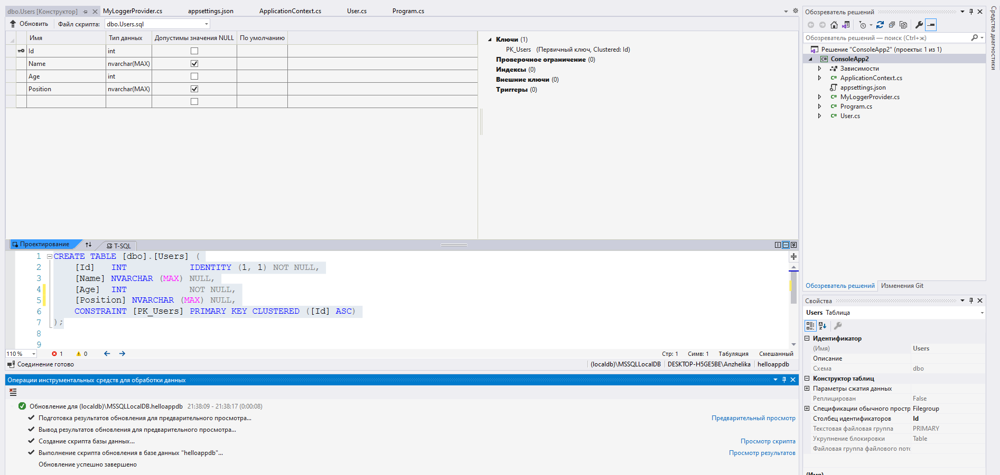 dbo.Users [Конструктор]
MyLoggerProvider.cs
appsettings.json
ApplicationContext.cs
User.cs
Program.cs
Обновить
Файл скрипта:
dbo.Users.sql
Имя Тип данных Допустимы значения NULL По умолчанию
Id int
Name nvarchar(MAX)
Age int
Position nvarchar(MAX)
Ключи (1)
PK_Users (Первичный ключ, Clustered: Id)
Проверочное ограничение (0)
Индексы (0)
Внешние ключи (0)
Триггеры (0)
Проектирование
T-SQL
1 CREATE TABLE [dbo].[Users] (
2 [Id] INT IDENTITY (1, 1) NOT NULL,
3 [Name] NVARCHAR (MAX) NULL,
4 [Age] INT NOT NULL,
5 [Position] NVARCHAR (MAX) NULL,
6 CONSTRAINT [PK_Users] PRIMARY KEY CLUSTERED ([Id] ASC)
7 );
8
9
110 % 1 0 Стр: 1 Симв: 1 Табуляция Смешанный
Соединение готово (localdb)\MSSQLLocalDB DESKTOP-H5GE5BE\Anzhelika helloappdb
Операции инструментальных средств для обработки данных
Обновление для (localdb)\MSSQLLocalDB.helloappdb 21:38:09 - 21:38:17 (0:00:08)
Подготовка результатов обновления для предварительного просмотра... Предварительный просмотр
Вывод результатов обновления для предварительного просмотра...
Создание скрипта базы данных... Просмотр скрипта
Выполнение скрипта обновления в базе данных "helloappdb"... Просмотр результатов
Обновление успешно завершено
Обозреватель решений
Обозреватель решений — поиск (Ctrl+ж)
Решение "ConsoleApp2" (проекты: 1 из 1)
C# ConsoleApp2
Зависимости
C# ApplicationContext.cs
appsettings.json
C# MyLoggerProvider.cs
C# Program.cs
C# User.cs
Обозреватель решений Изменения Git
Свойства
Users Таблица
Идентификатор
(Имя) Users
Описание
Схема dbo
Конструктор таблиц
Параметры сжатия данных
Реплицирован False
Спецификации обычного простр Filegroup
Столбец идентификаторов Id
Текстовая файловая группа PRIMARY
Укрупнение блокировки Table
Файловая группа файлового пото
(Имя)
Средства диагностики